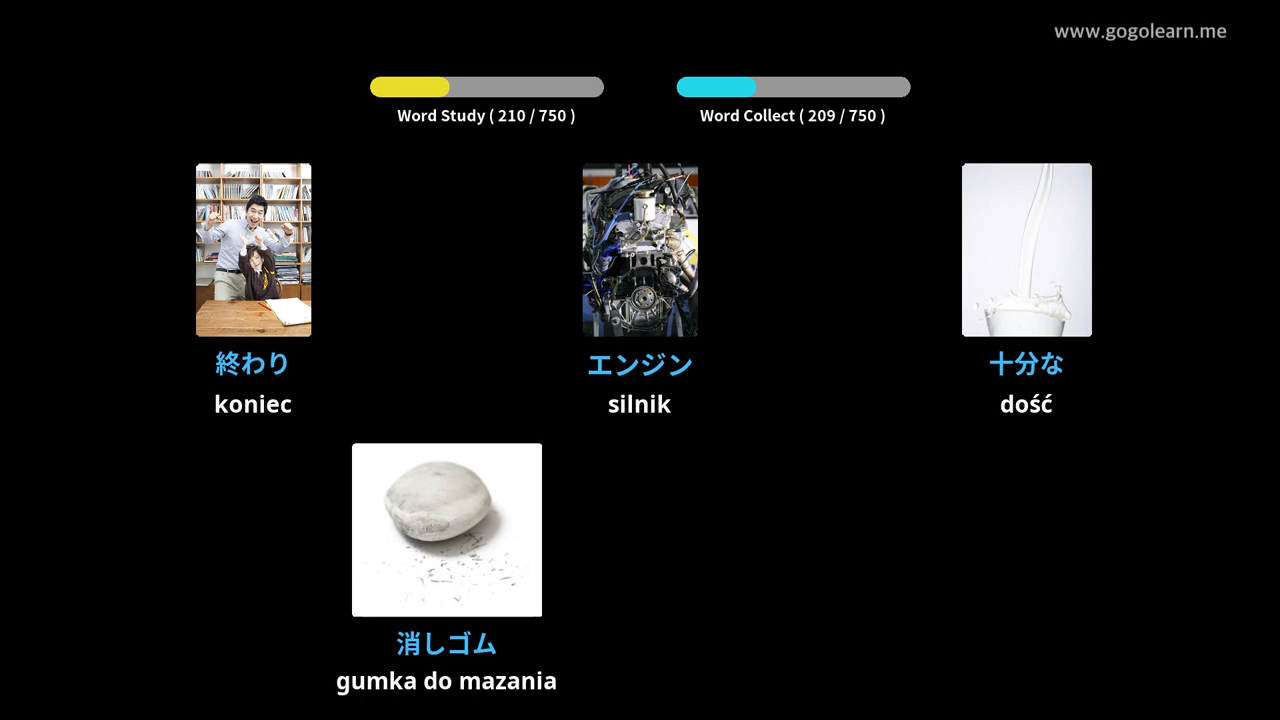 www.gogolearn.me
Word Study ( 210 / 750 )
Word Collect ( 209 / 750 )
終わり
koniec
エンジン
silnik
十分な
dość
消しゴム
gumka do mazania